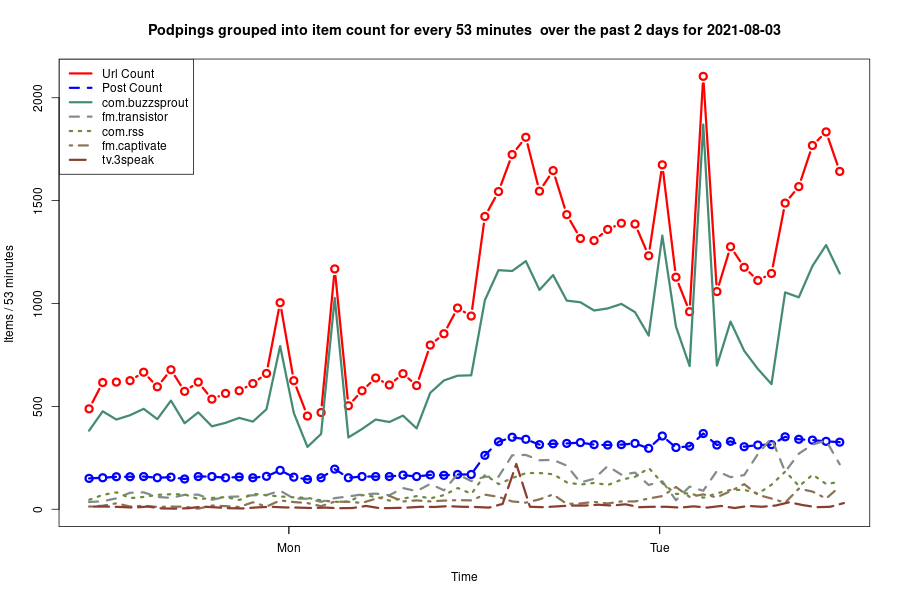 Podpings grouped into item count for every 53 minutes  over the past 2 days for 2021-08-03
Url Count
Post Count
com.buzzsprout
fm.transistor
com.rss
fm.captivate
tv.3speak
2000
1500
1000
500
0
Items / 53 minutes
Mon
Tue
Time